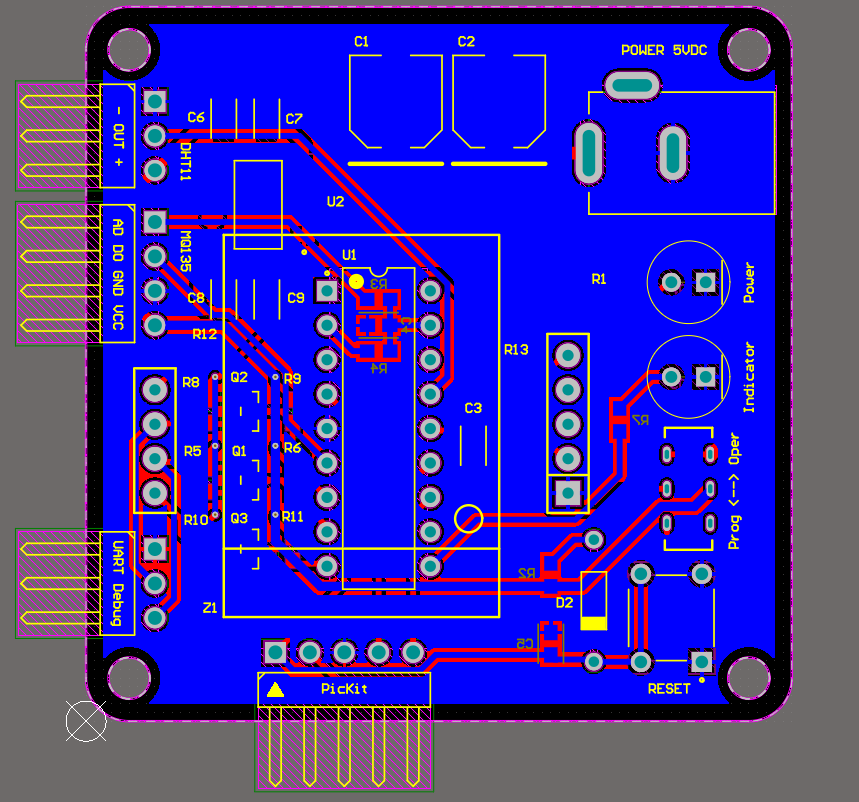 POWER 5VDC
C1
C2
C6
C7
- OUT +
DHT11
U2
AD DO GND VCC
MQ135
U1
R3
R1
Power
C8
C9
R12
R13
R4
Q2
R8
R9
Indicator
C3
R7
Q1
R5
R6
Prog <--> Oper
Q3
R10
R11
UART Debug
R2
Z1
D2
C5
PicKit
RESET